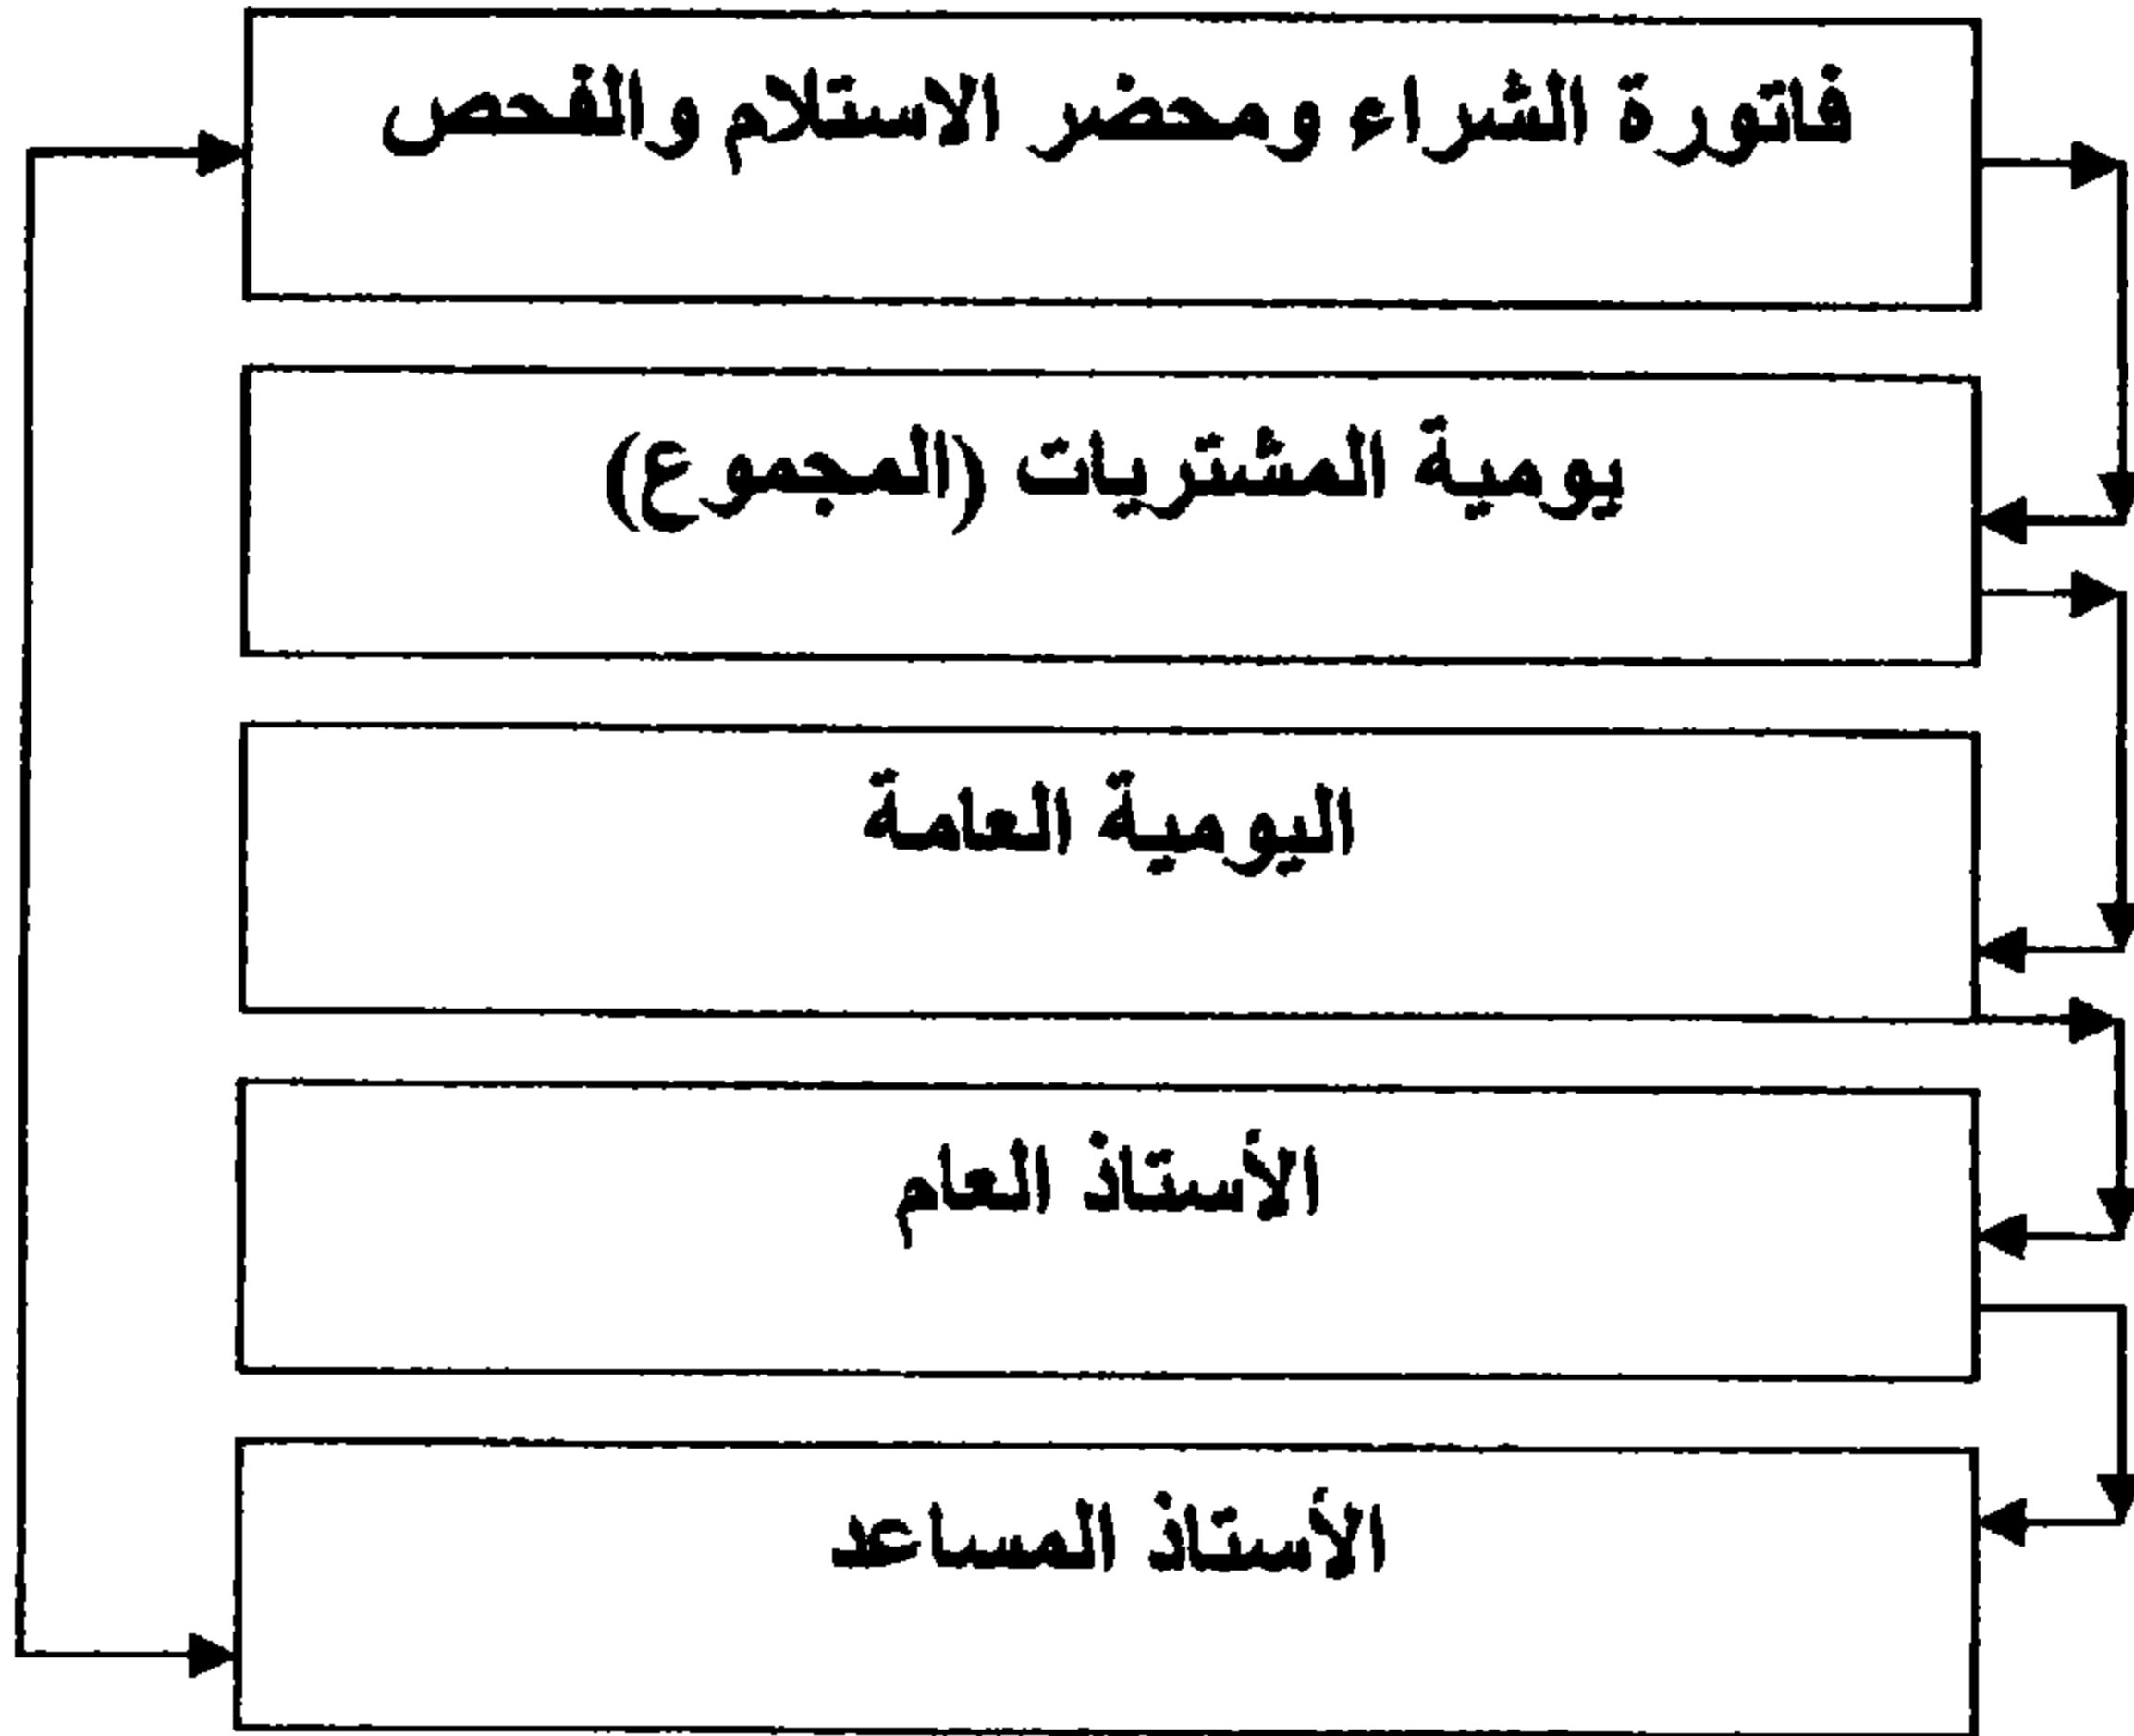 فاتورة الشراء ومحضر الاستلام والفحص
يومية المشتريات (المجموع)
اليومية العامة
الأستاذ العام
الأستاذ المساعد